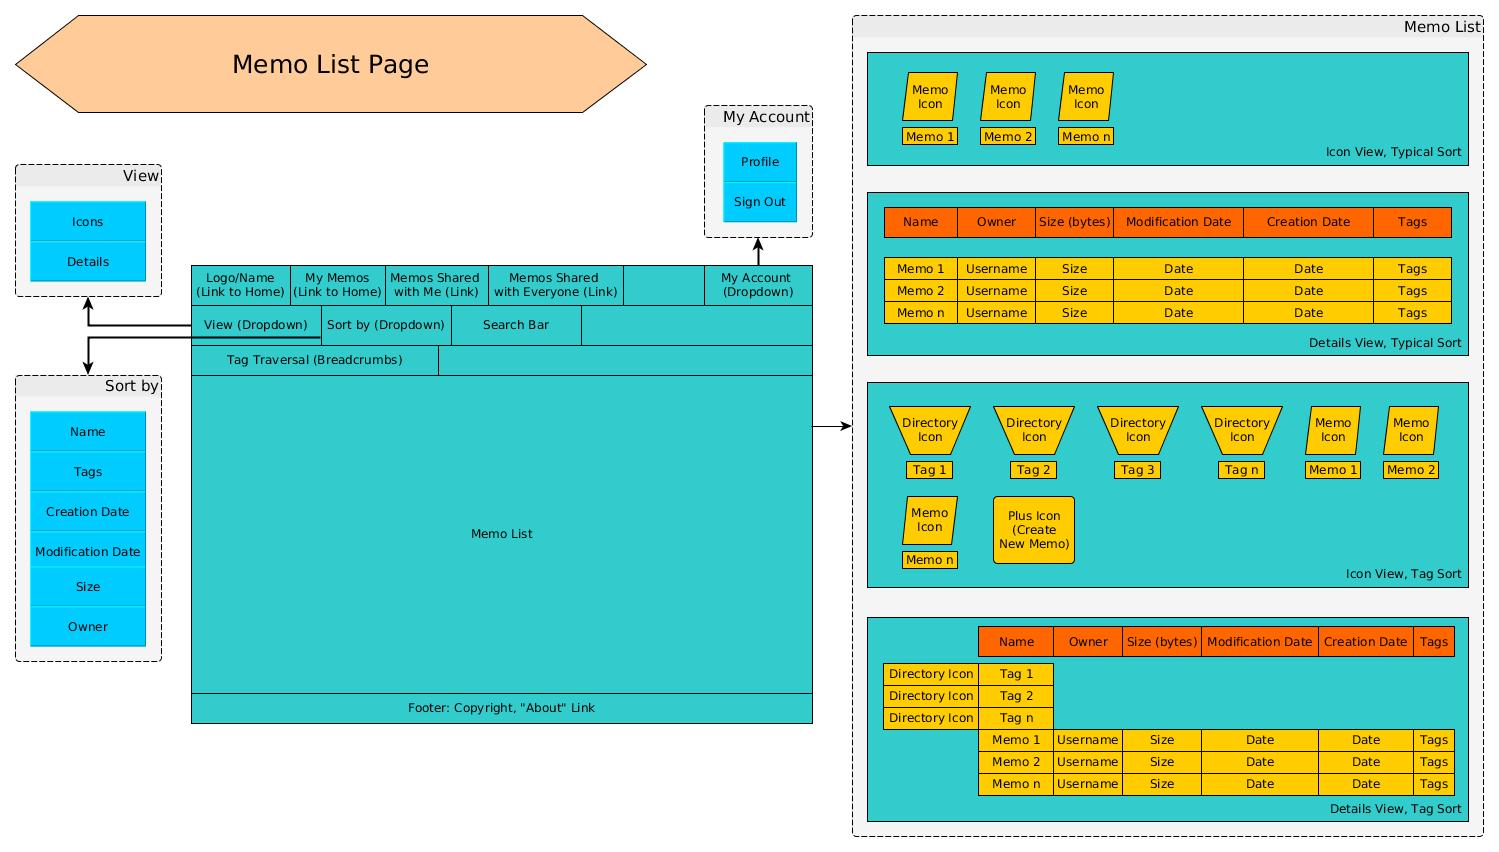 Memo List Page
View
Icons
Details
Sort by
Name
Tags
Creation Date
Modification Date
Size
Owner
My Account
Profile
Sign Out
Logo/Name
(Link to Home)
My Memos
(Link to Home)
Memos Shared
with Me (Link)
Memos Shared
with Everyone (Link)
My Account
(Dropdown)
View (Dropdown)
Sort by (Dropdown)
Search Bar
Tag Traversal (Breadcrumbs)
Memo List
Footer: Copyright, "About" Link
Memo List
Memo
Icon
Memo
Icon
Memo
Icon
Memo 1
Memo 2
Memo n
Icon View, Typical Sort
Name Owner Size (bytes) Modification Date Creation Date Tags
Memo 1 Username Size Date Date Tags
Memo 2 Username Size Date Date Tags
Memo n Username Size Date Date Tags
Details View, Typical Sort
Directory
Icon
Directory
Icon
Directory
Icon
Directory
Icon
Memo
Icon
Memo
Icon
Tag 1
Tag 2
Tag 3
Tag n
Memo 1
Memo 2
Memo
Icon
Memo n
Plus Icon
(Create
New Memo)
Icon View, Tag Sort
Name Owner Size (bytes) Modification Date Creation Date Tags
Directory Icon Tag 1
Directory Icon Tag 2
Directory Icon Tag n
Memo 1 Username Size Date Date Tags
Memo 2 Username Size Date Date Tags
Memo n Username Size Date Date Tags
Details View, Tag Sort